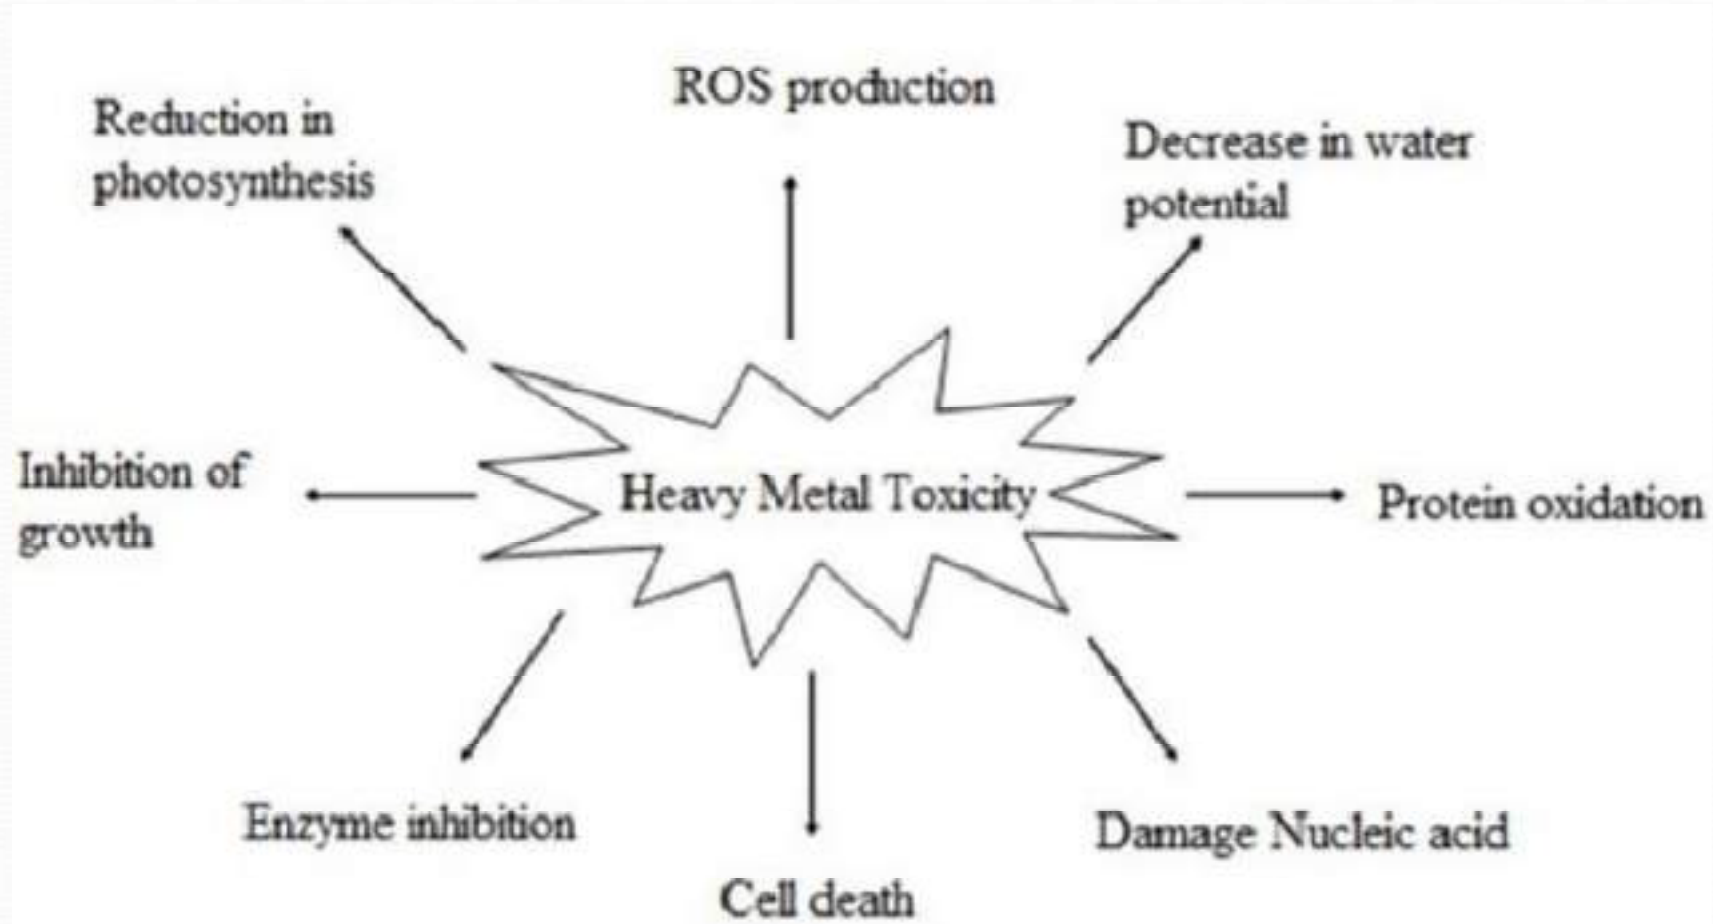 ROS production
Reduction in
photosynthesis
Decrease in water
potential
Inhibition of
growth
Heavy Metal Toxicity
Protein oxidation
Enzyme inhibition
Damage Nucleic acid
Cell death